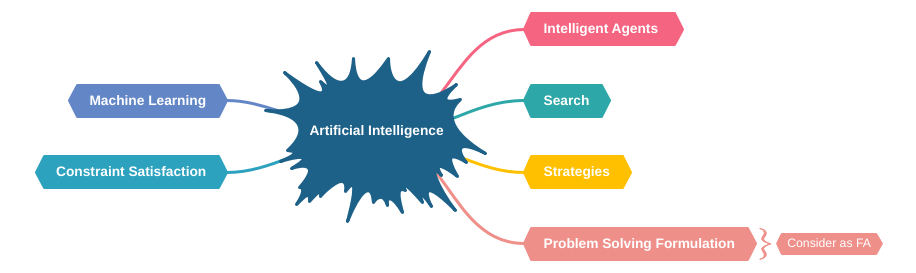 Intelligent Agents
Machine Learning
Search
Artificial Intelligence
Constraint Satisfaction
Strategies
Problem Solving Formulation
Consider as FA